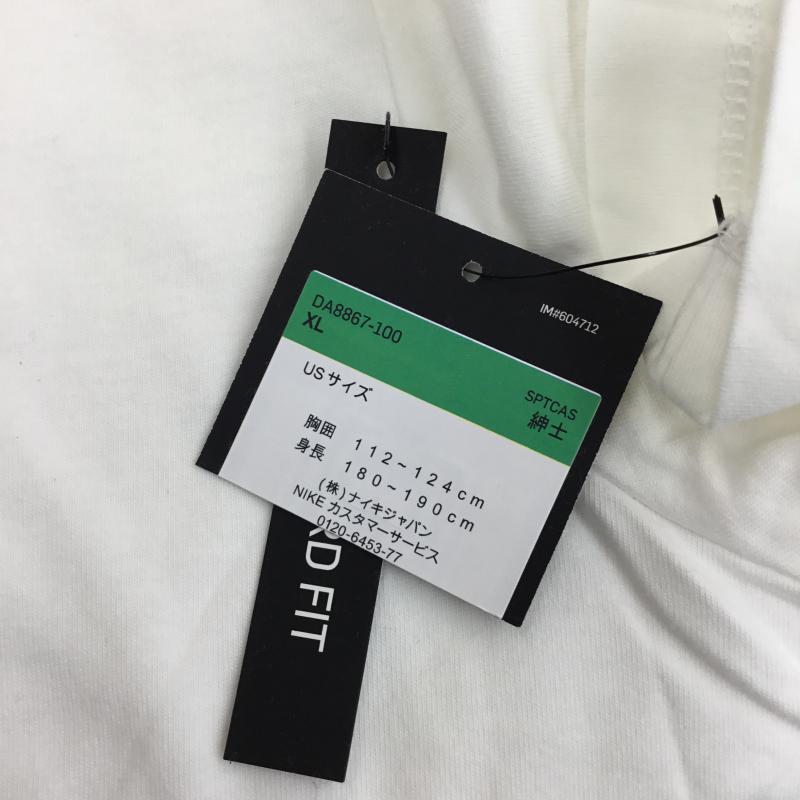 IM#604712
DA8867-100
XL
SPTCAS
紳士
USサイズ
胸囲 112~124cm
身長 180~190cm
(株)ナイキジャパン
NIKE カスタマーサービス
0120-6453-77
RD FIT